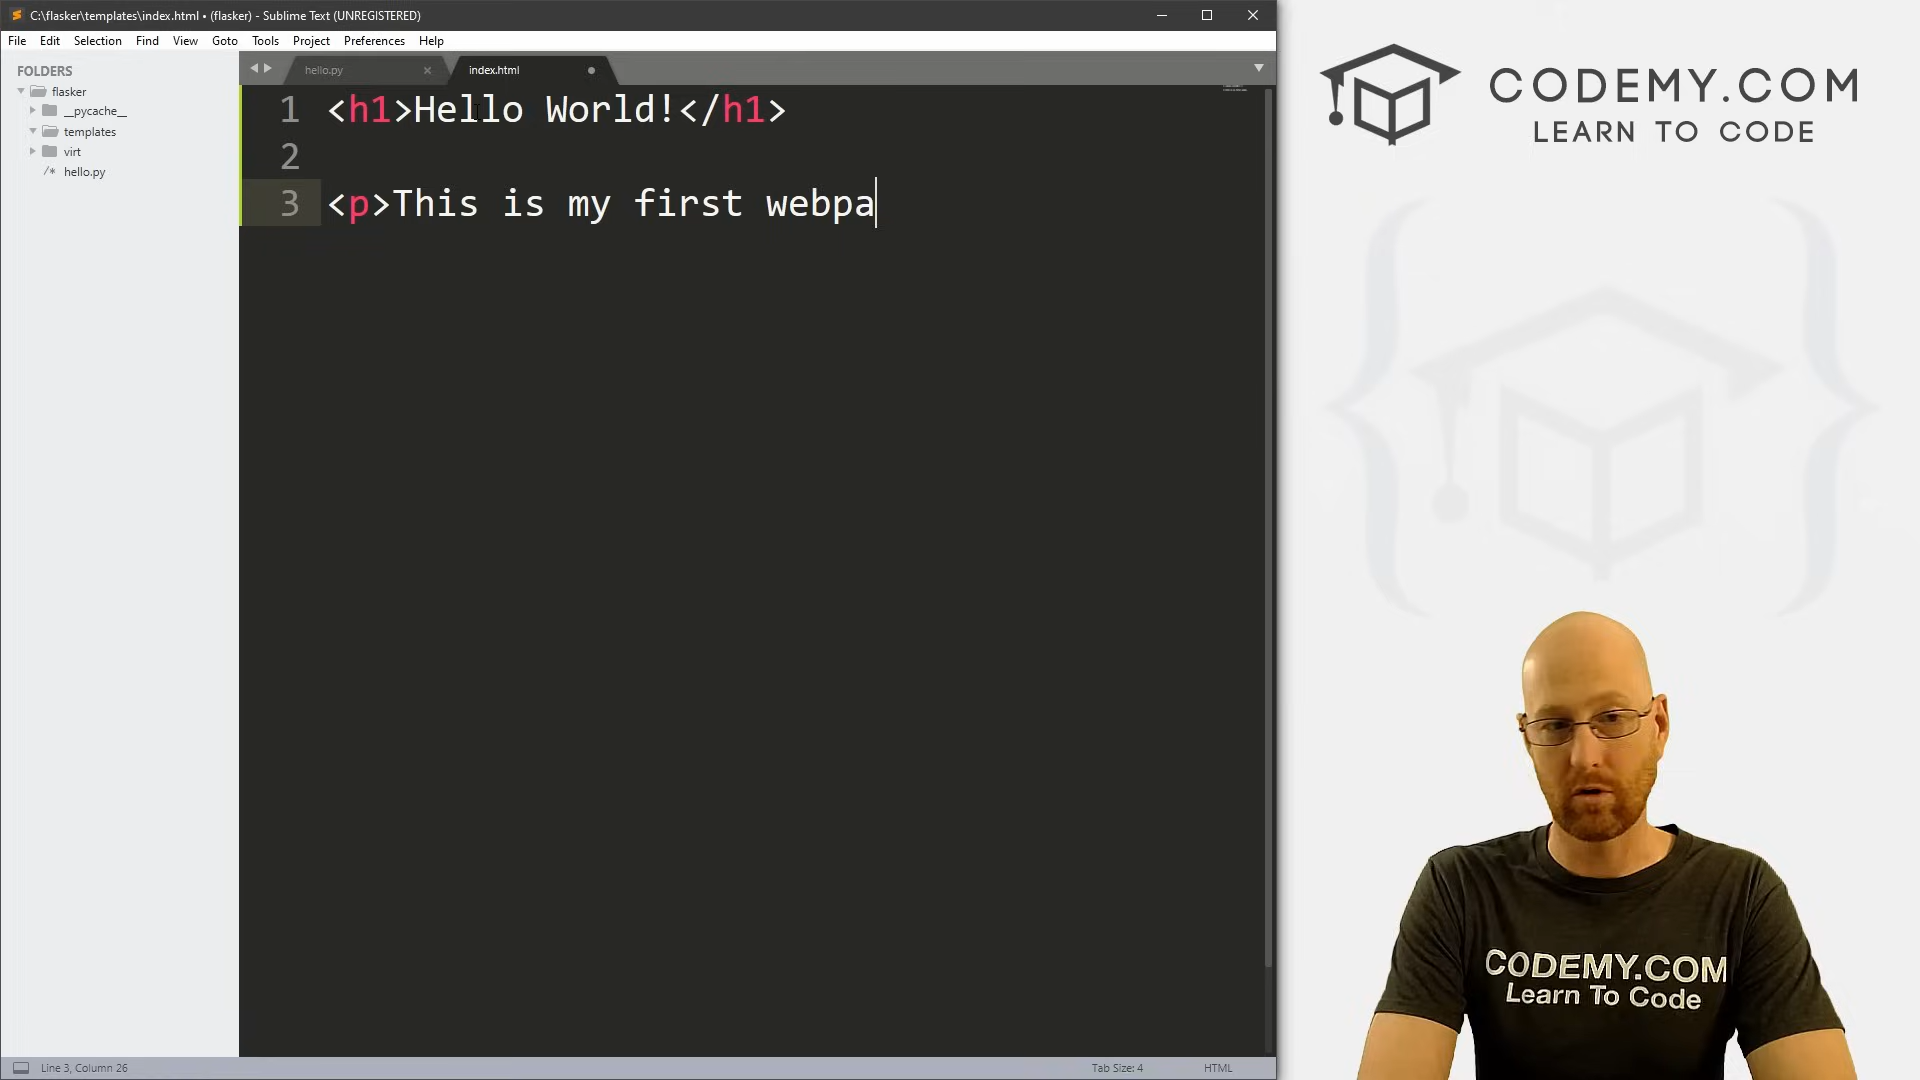 C:\flasker\templates\index.html • (flasker) - Sublime Text (UNREGISTERED)
File Edit Selection Find View Goto Tools Project Preferences Help
FOLDERS
flasker
__pycache__
templates
virt
/* hello.py
hello.py
index.html
1 <h1>Hello World!</h1>
2
3 <p>This is my first webpa
Line 3, Column 26
Tab Size: 4
HTML
CODEMY.COM
LEARN TO CODE
CODEMY.COM
Learn To Code